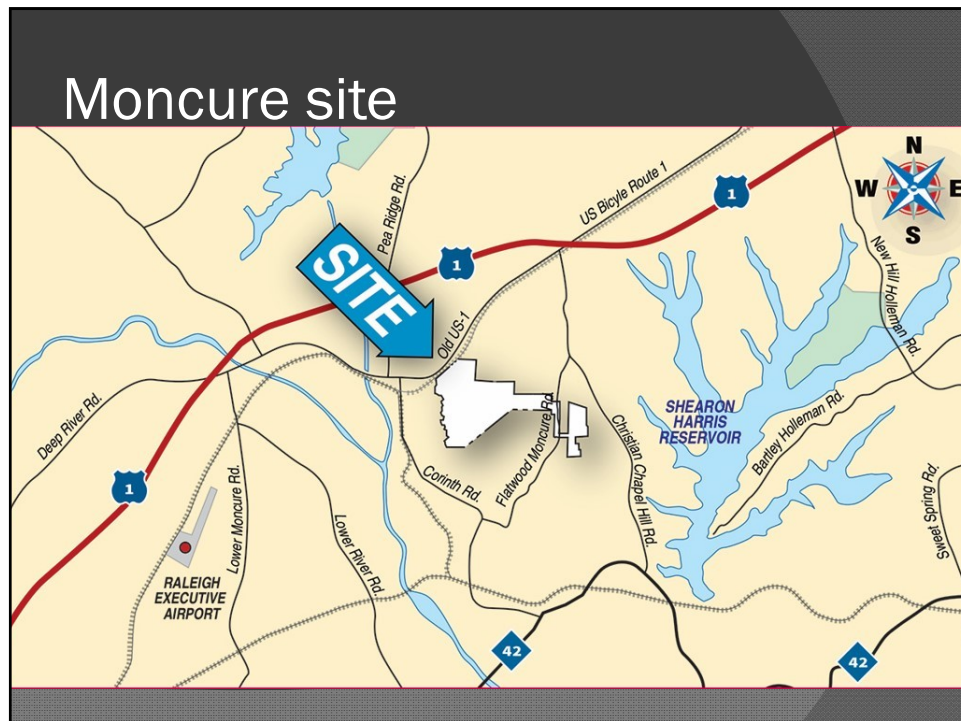 Moncure site
N
W E
S
US Bicyle Route 1
1
Pea Ridge Rd.
1
SITE
New Hill Holleman Rd.
Old US-1
Deep River Rd.
SHEARON
HARRIS
RESERVOIR
Bartley Holleman Rd.
Flatwood Moncure Rd.
Christian Chapel Hill Rd.
Corinth Rd.
1
Lower Moncure Rd.
Lower River Rd.
Sweet Spring Rd.
RALEIGH
EXECUTIVE
AIRPORT
42
42